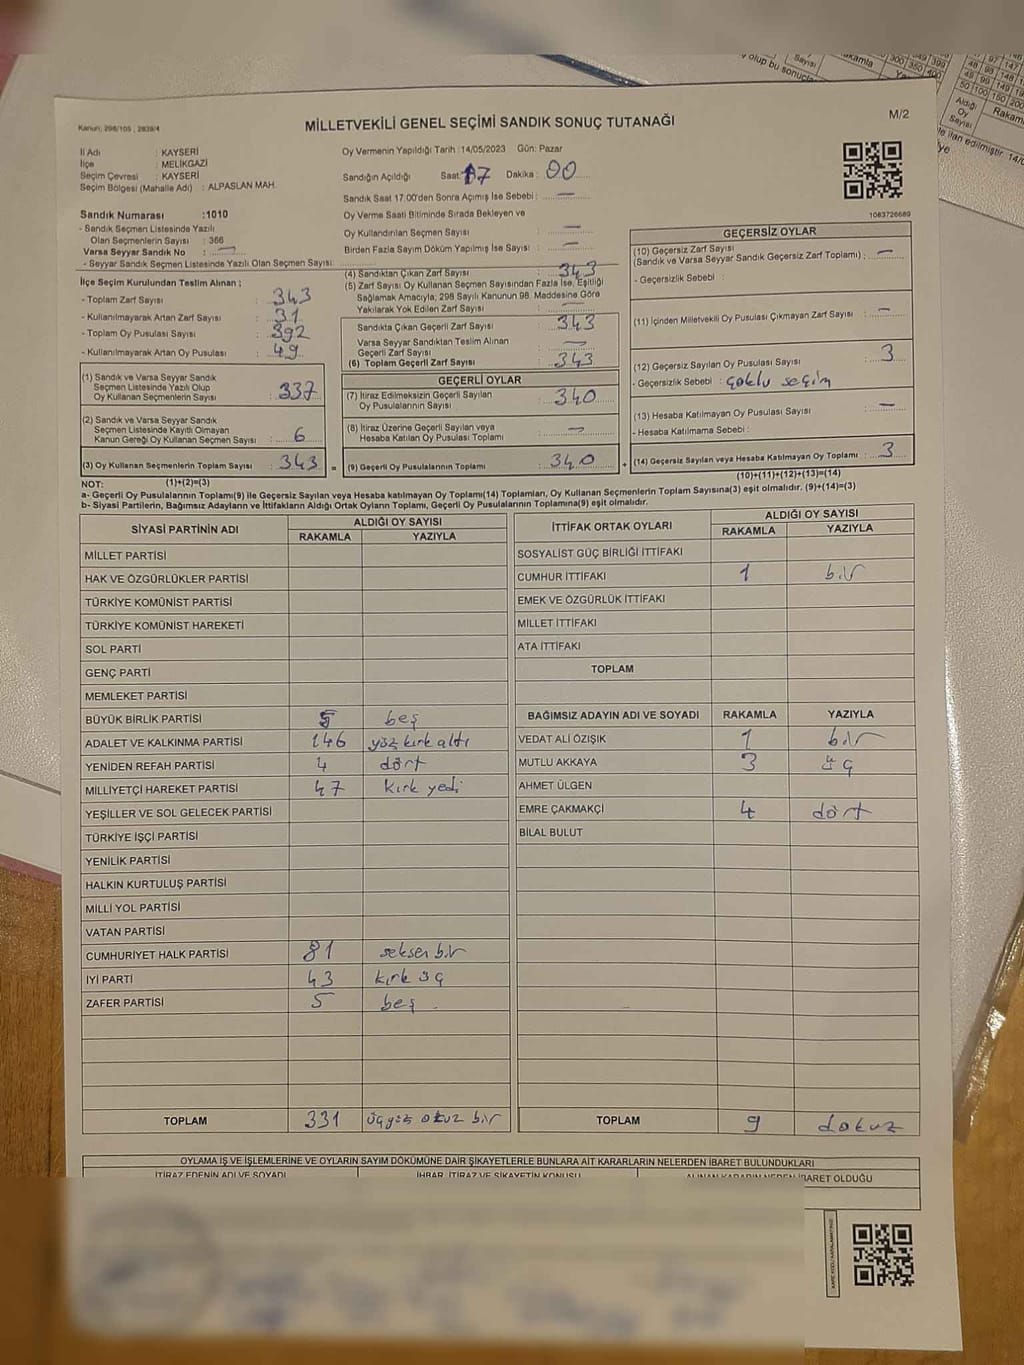 Kanun: 298/105 ; 2839/4
MİLLETVEKİLİ GENEL SEÇİMİ SANDIK SONUÇ TUTANAĞI
M/2
İl Adı : KAYSERİ
İlçe : MELİKGAZİ
Seçim Çevresi : KAYSERİ
Seçim Bölgesi (Mahalle Adı) : ALPASLAN MAH.
Sandık Numarası :1010
- Sandık Seçmen Listesinde Yazılı
Olan Seçmenlerin Sayısı : 366
Varsa Seyyar Sandık No : —
- Seyyar Sandık Seçmen Listesinde Yazılı Olan Seçmen Sayısı:
İlçe Seçim Kurulundan Teslim Alınan ;
- Toplam Zarf Sayısı : 343
- Kullanılmayarak Artan Zarf Sayısı : 31
- Toplam Oy Pusulası Sayısı : 392
- Kullanılmayarak Artan Oy Pusulası : 49
(1) Sandık ve Varsa Seyyar Sandık
Seçmen Listesinde Yazılı Olup
Oy Kullanan Seçmenlerin Sayısı : 337
(2) Sandık ve Varsa Seyyar Sandık
Seçmen Listesinde Kayıtlı Olmayan
Kanun Gereği Oy Kullanan Seçmen Sayısı : 6
(3) Oy Kullanan Seçmenlerin Toplam Sayısı : 343 =
Oy Vermenin Yapıldığı Tarih : 14/05/2023 Gün: Pazar
Sandığın Açıldığı Saat: 17 Dakika : 00
Sandık Saat 17.00'den Sonra Açımış İse Sebebi : —
Oy Verme Saati Bitiminde Sırada Bekleyen ve
Oy Kullandırılan Seçmen Sayısı : —
Birden Fazla Sayım Döküm Yapılmış İse Sayısı : —
(4) Sandıktan Çıkan Zarf Sayısı : 343
(5) Zarf Sayısı Oy Kullanan Seçmen Sayısından Fazla İse, Eşitliği
Sağlamak Amacıyla, 298 Sayılı Kanunun 98. Maddesine Göre
Yakılarak Yok Edilen Zarf Sayısı : —
Sandıkta Çıkan Geçerli Zarf Sayısı : 343
Varsa Seyyar Sandıktan Teslim Alınan
Geçerli Zarf Sayısı : —
(6) Toplam Geçerli Zarf Sayısı : 343
GEÇERLİ OYLAR
(7) İtiraz Edilmeksizin Geçerli Sayılan
Oy Pusulalarının Sayısı : 340
(8) İtiraz Üzerine Geçerli Sayılan veya
Hesaba Katılan Oy Pusulası Toplamı : —
(9) Geçerli Oy Pusulalarının Toplamı : 340 +
1083726689
GEÇERSİZ OYLAR
(10) Geçersiz Zarf Sayısı
(Sandık ve Varsa Seyyar Sandık Geçersiz Zarf Toplamı) : —
- Geçersizlik Sebebi :
(11) İçinden Milletvekili Oy Pusulası Çıkmayan Zarf Sayısı : —
(12) Geçersiz Sayılan Oy Pusulası Sayısı : 3
- Geçersizlik Sebebi : çoklu seçim
(13) Hesaba Katılmayan Oy Pusulası Sayısı : —
- Hesaba Katılmama Sebebi :
(14) Geçersiz Sayılan veya Hesaba Katılmayan Oy Toplamı : 3
NOT: (1)+(2)=(3)
(10)+(11)+(12)+(13)=(14)
a- Geçerli Oy Pusulalarının Toplamı(9) ile Geçersiz Sayılan veya Hesaba katılmayan Oy Toplamı(14) Toplamları, Oy Kullanan Seçmenlerin Toplam Sayısına(3) eşit olmalıdır. (9)+(14)=(3)
b- Siyasi Partilerin, Bağımsız Adayların ve İttifakların Aldığı Ortak Oyların Toplamı, Geçerli Oy Pusulalarının Toplamına(9) eşit olmalıdır.
SİYASİ PARTİNİN ADI ALDIĞI OY SAYISI
RAKAMLA YAZIYLA
MİLLET PARTİSİ
HAK VE ÖZGÜRLÜKLER PARTİSİ
TÜRKİYE KOMÜNİST PARTİSİ
TÜRKİYE KOMÜNİST HAREKETİ
SOL PARTİ
GENÇ PARTİ
MEMLEKET PARTİSİ
BÜYÜK BİRLİK PARTİSİ 5 beş
ADALET VE KALKINMA PARTİSİ 146 yüz kırk altı
YENİDEN REFAH PARTİSİ 4 dört
MİLLİYETÇİ HAREKET PARTİSİ 47 kırk yedi
YEŞİLLER VE SOL GELECEK PARTİSİ
TÜRKİYE İŞÇİ PARTİSİ
YENİLİK PARTİSİ
HALKIN KURTULUŞ PARTİSİ
MİLLİ YOL PARTİSİ
VATAN PARTİSİ
CUMHURİYET HALK PARTİSİ 81 seksen bir
İYİ PARTİ 43 kırk üç
ZAFER PARTİSİ 5 beş
TOPLAM 331 üçyüz otuz bir
İTTİFAK ORTAK OYLARI ALDIĞI OY SAYISI
RAKAMLA YAZIYLA
SOSYALİST GÜÇ BİRLİĞİ İTTİFAKI
CUMHUR İTTİFAKI 1 bir
EMEK VE ÖZGÜRLÜK İTTİFAKI
MİLLET İTTİFAKI
ATA İTTİFAKI
TOPLAM
BAĞIMSIZ ADAYIN ADI VE SOYADI RAKAMLA YAZIYLA
VEDAT ALİ ÖZIŞIK 1 bir
MUTLU AKKAYA 3 üç
AHMET ÜLGEN
EMRE ÇAKMAKÇİ 4 dört
BİLAL BULUT
TOPLAM 9 dokuz
OYLAMA İŞ VE İŞLEMLERİNE VE OYLARIN SAYIM DÖKÜMÜNE DAİR ŞİKAYETLERLE BUNLARA AİT KARARLARIN NELERDEN İBARET BULUNDUKLARI
İTİRAZ EDENİN ADI VE SOYADI İHBAR, İTİRAZ VE ŞİKAYETİN KONUSU ALINAN KARARIN NEDEN İBARET OLDUĞU